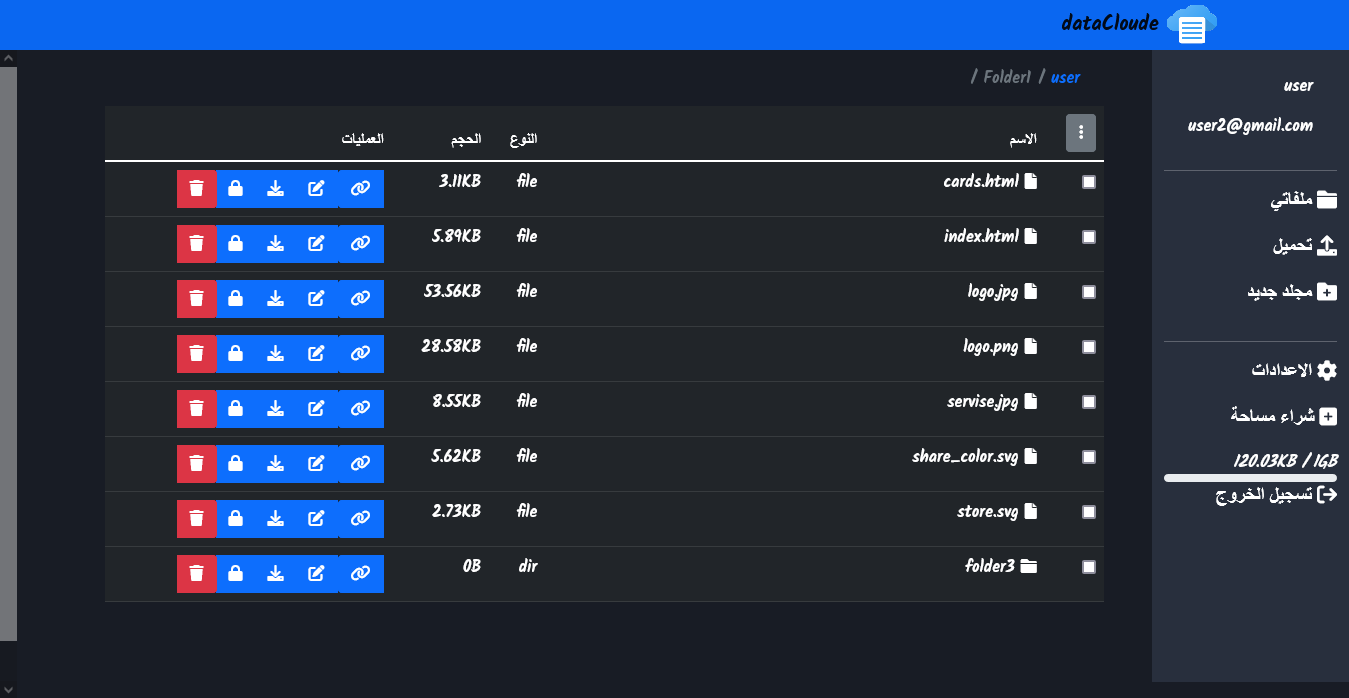 dataCloude
user / Folder1 /
user
user2@gmail.com
ملفاتي
تحميل
مجلد جديد
الاعدادات
شراء مساحة
120.03KB / 1GB
تسجيل الخروج
الاسم النوع الحجم العمليات
cards.html file 3.11KB
index.html file 5.89KB
logo.jpg file 53.56KB
logo.png file 28.58KB
servise.jpg file 8.55KB
share_color.svg file 5.62KB
store.svg file 2.73KB
folder3 dir 0B